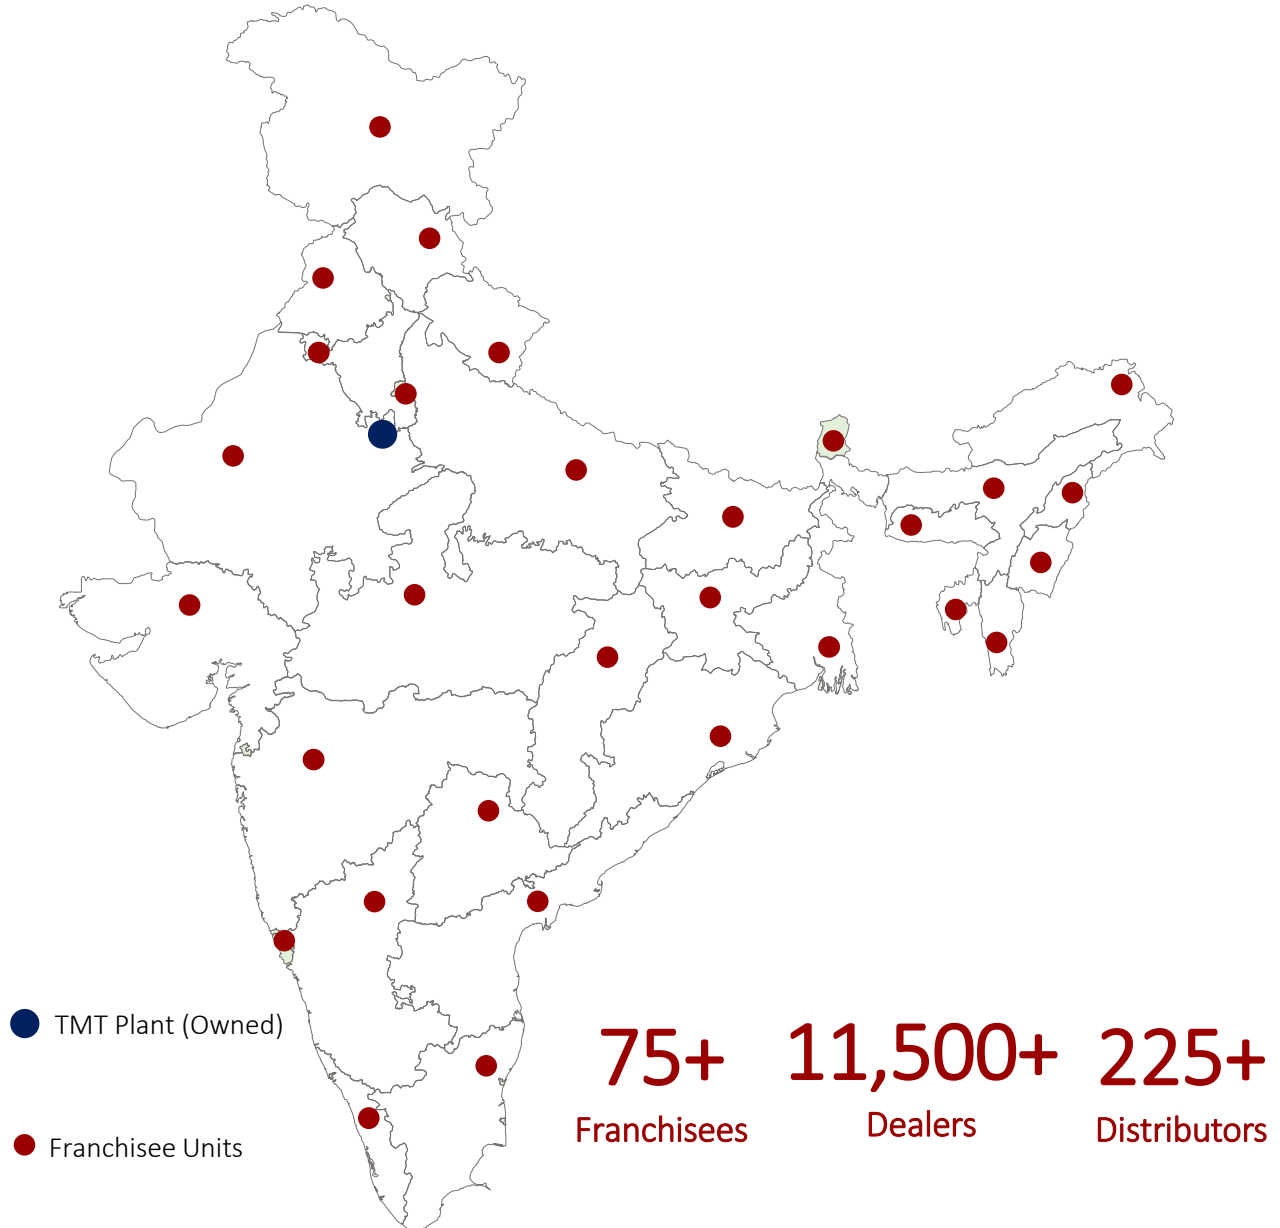 TMT Plant (Owned)
Franchisee Units
75+
Franchisees
11,500+
Dealers
225+
Distributors